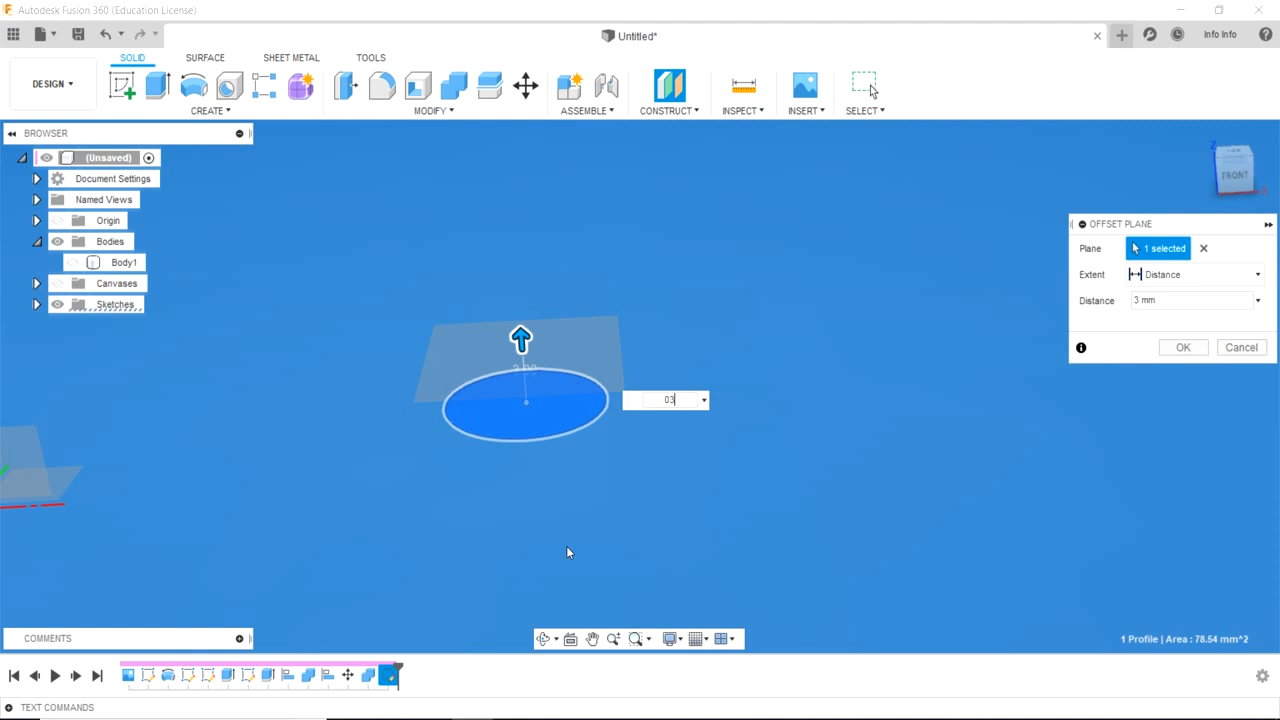 Autodesk Fusion 360 (Education License)
Untitled*
Info Info
SOLID SURFACE SHEET METAL TOOLS
DESIGN
CREATE MODIFY ASSEMBLE CONSTRUCT INSPECT INSERT SELECT
BROWSER
(Unsaved)
Document Settings
Named Views
Origin
Bodies
Body1
Canvases
Sketches
FRONT
Z
X
OFFSET PLANE
Plane 1 selected
Extent Distance
Distance 3 mm
OK Cancel
3.00
03
COMMENTS
1 Profile | Area : 78.54 mm^2
TEXT COMMANDS